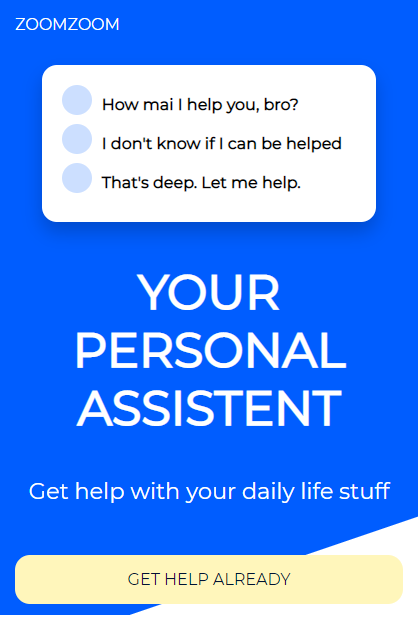 ZOOMZOOM
How mai I help you, bro?
I don't know if I can be helped
That's deep. Let me help.
YOUR
PERSONAL
ASSISTENT
Get help with your daily life stuff
GET HELP ALREADY